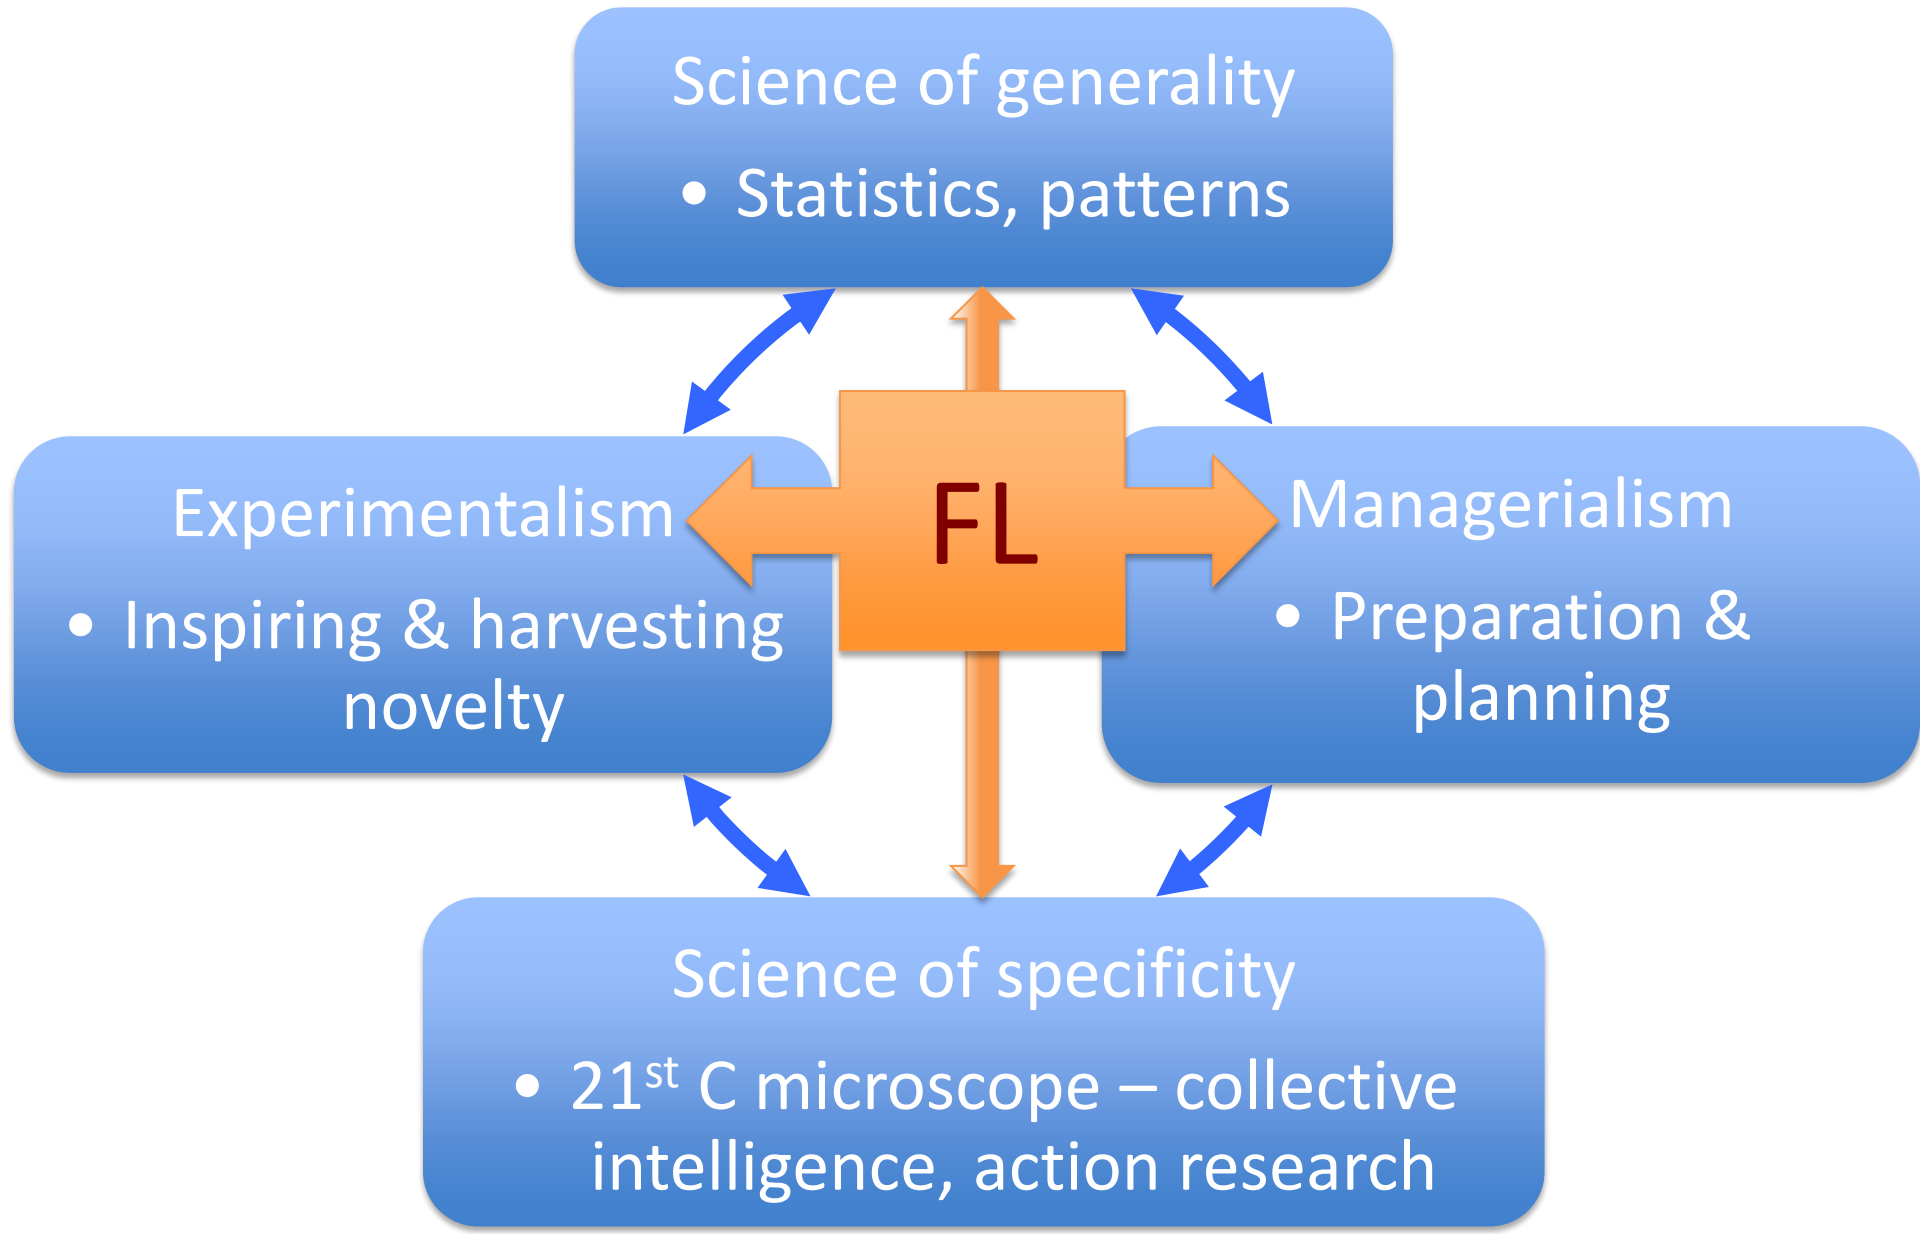 Science of generality
• Statistics, patterns
Experimentalism
• Inspiring & harvesting
novelty
FL
Managerialism
• Preparation &
planning
Science of specificity
• 21st C microscope – collective
intelligence, action research